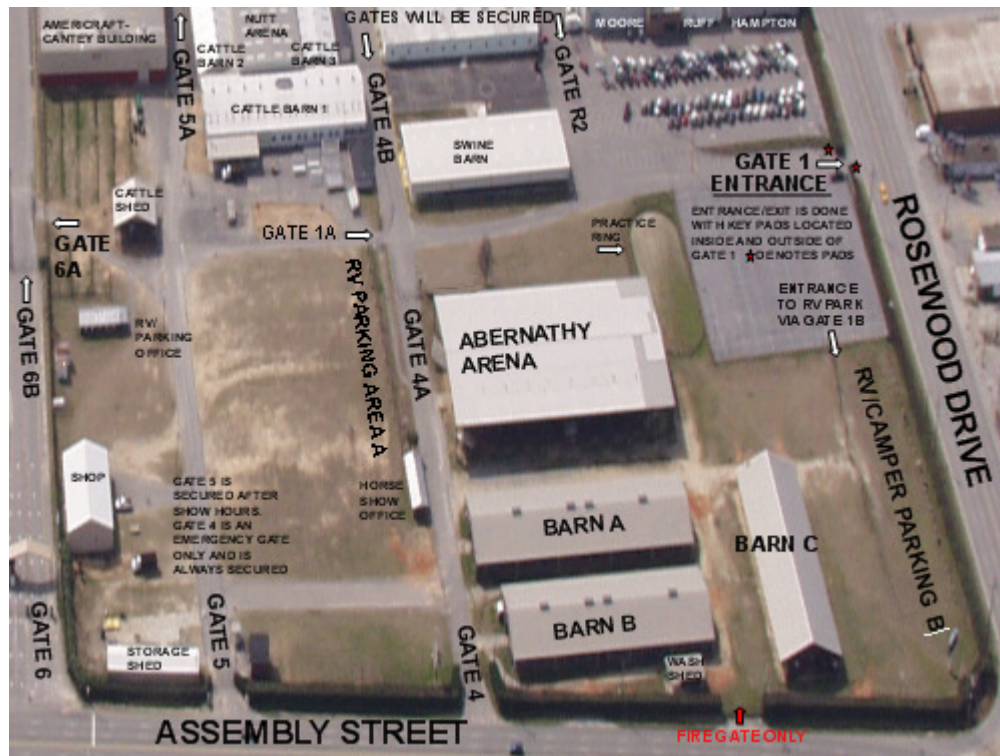 AMERICRAFT-
CANTEY BUILDING
GATE 5A
NUTT
ARENA
CATTLE
BARN 2
CATTLE
BARN 3
CATTLE BARN 1
GATES WILL BE SECURED
GATE 4B
GATE R2
MOORE
RUFF
HAMPTON
SWINE
BARN
GATE 1
ENTRANCE
ENTRANCE/EXIT IS DONE
WITH KEY PADS LOCATED
INSIDE AND OUTSIDE OF
GATE 1 ★DENOTES PADS
ROSEWOOD DRIVE
CATTLE
SHED
GATE
6A
GATE 1A
PRACTICE
RING
ENTRANCE
TO RV PARK
VIA GATE 1B
GATE 6B
RV/
PARKING
OFFICE
RV PARKING AREA A
GATE 4A
ABERNATHY
ARENA
RV/CAMPER PARKING B
SHOP
GATE 5 IS
SECURED AFTER
SHOW HOURS.
GATE 4 IS AN
EMERGENCY GATE
ONLY AND IS
ALWAYS SECURED
HORSE
SHOW
OFFICE
BARN A
BARN C
BARN B
GATE 6
STORAGE
SHED
GATE 5
GATE 4
WASH
SHED
ASSEMBLY STREET
FIRE GATE ONLY